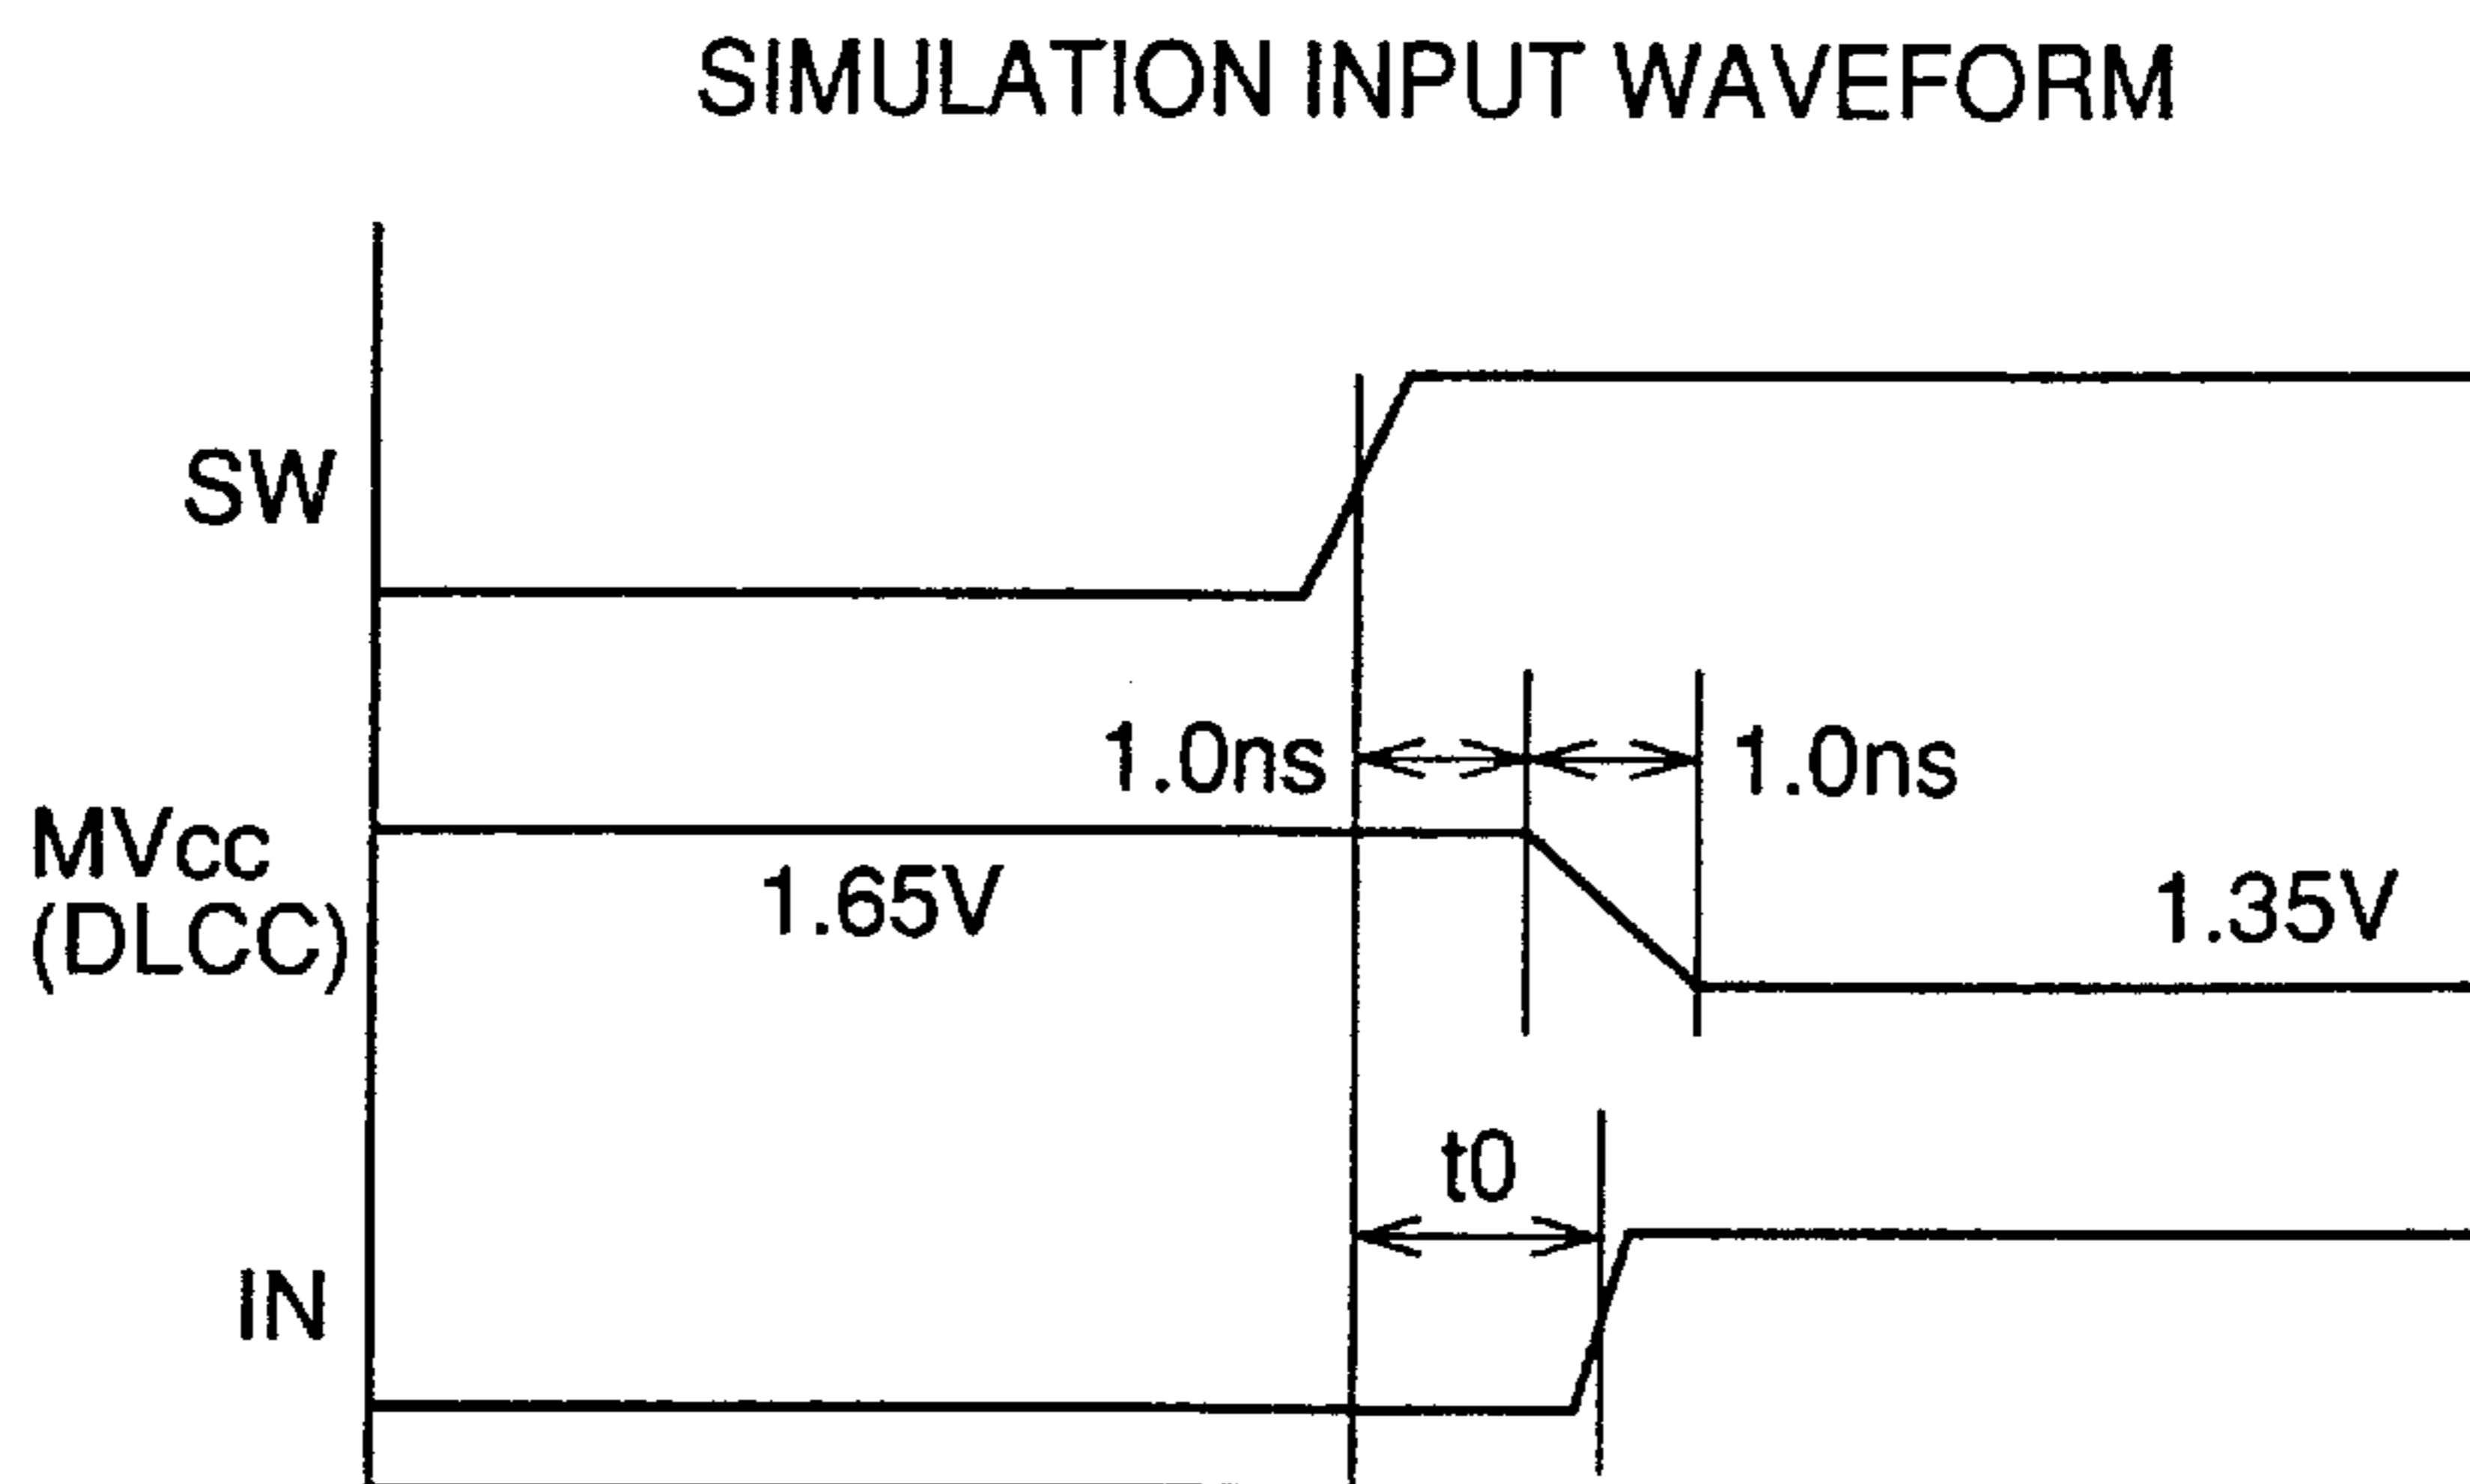 SIMULATION INPUT WAVEFORM
SW
1.0ns 1.0ns
MVcc
(DLCC)
1.65V
1.35V
t0
IN